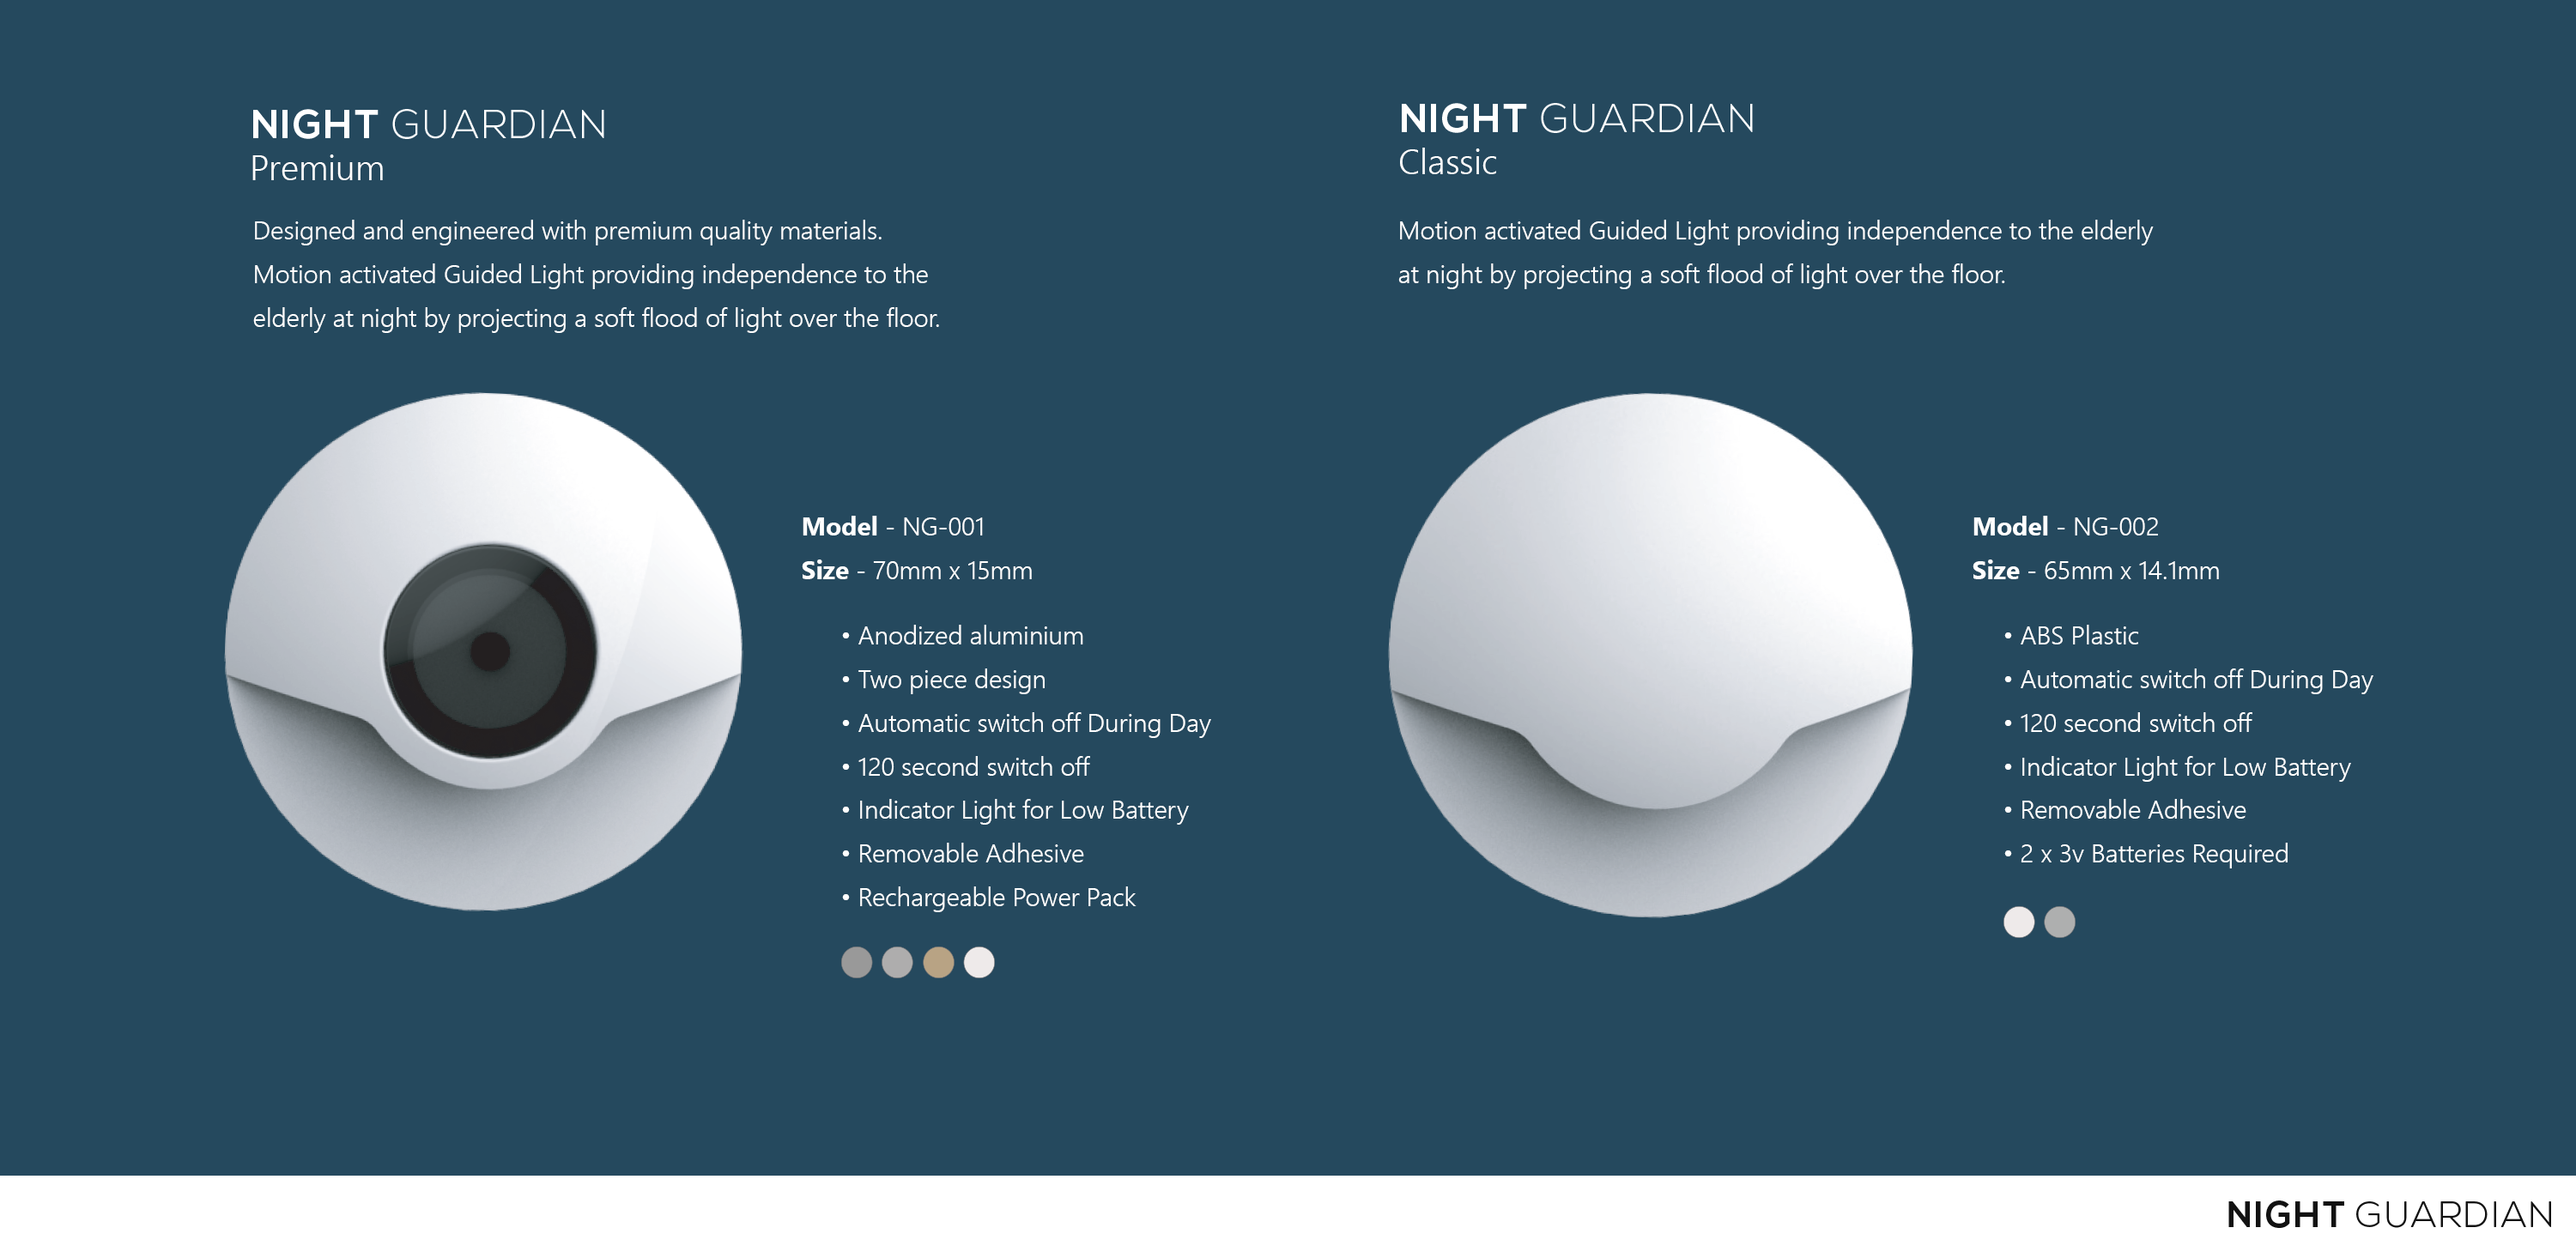 NIGHT GUARDIAN
Premium
Designed and engineered with premium quality materials.
Motion activated Guided Light providing independence to the
elderly at night by projecting a soft flood of light over the floor.
Model - NG-001
Size - 70mm x 15mm
• Anodized aluminium
• Two piece design
• Automatic switch off During Day
• 120 second switch off
• Indicator Light for Low Battery
• Removable Adhesive
• Rechargeable Power Pack
NIGHT GUARDIAN
Classic
Motion activated Guided Light providing independence to the elderly
at night by projecting a soft flood of light over the floor.
Model - NG-002
Size - 65mm x 14.1mm
• ABS Plastic
• Automatic switch off During Day
• 120 second switch off
• Indicator Light for Low Battery
• Removable Adhesive
• 2 x 3v Batteries Required
NIGHT GUARDIAN